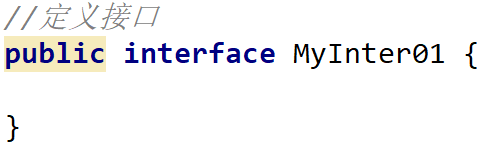 //定义接口
public interface MyInter01 {
}